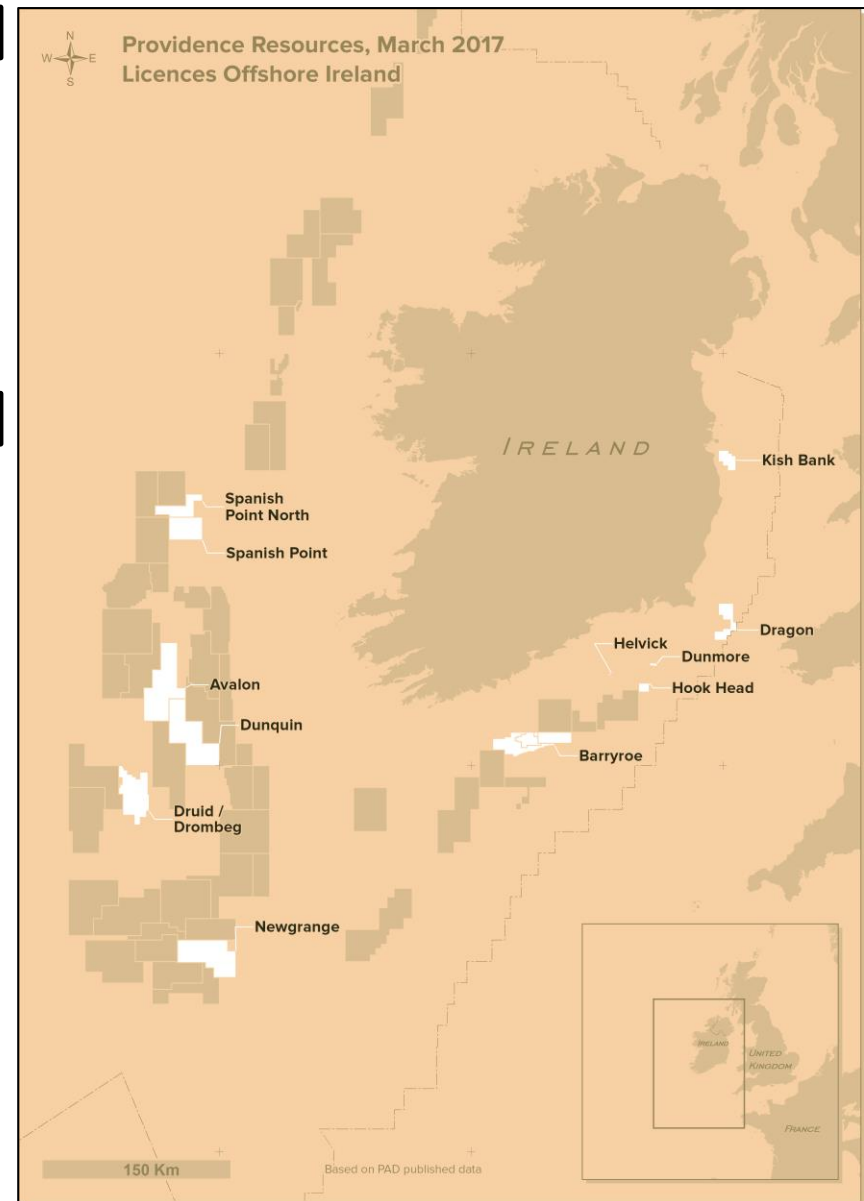 N
W E
S
Providence Resources, March 2017
Licences Offshore Ireland
IRELAND
Kish Bank
Spanish
Point North
Spanish Point
Dragon
Helvick
Dunmore
Avalon
Hook Head
Dunquin
Barryroe
Druid /
Drombeg
Newgrange
IRELAND
UNITED
KINGDOM
FRANCE
150 Km
Based on PAD published data